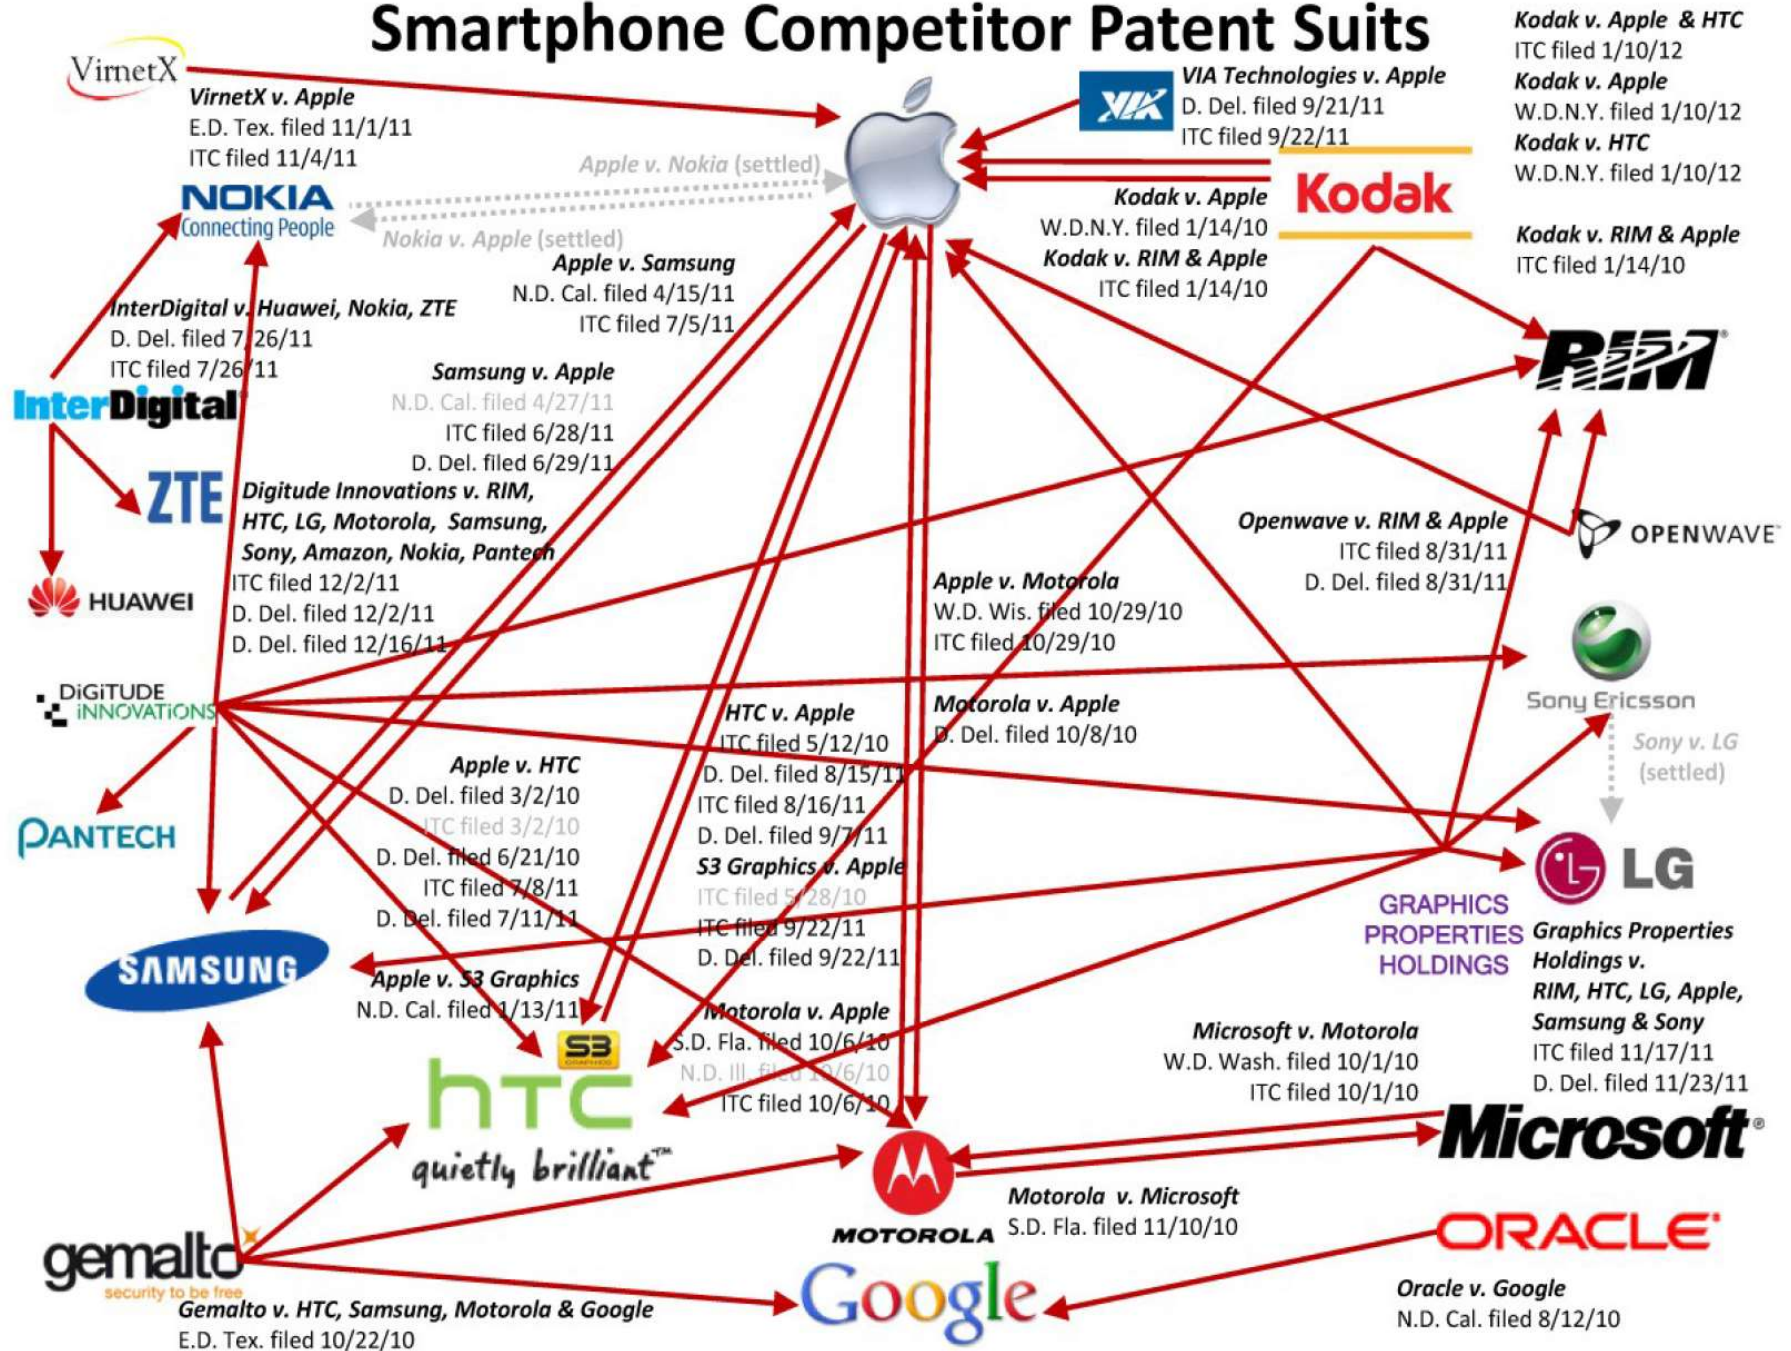 Smartphone Competitor Patent Suits
VirnetX
VirnetX v. Apple
E.D. Tex. filed 11/1/11
ITC filed 11/4/11
VIA
VIA Technologies v. Apple
D. Del. filed 9/21/11
ITC filed 9/22/11
Kodak v. Apple & HTC
ITC filed 1/10/12
Kodak v. Apple
W.D.N.Y. filed 1/10/12
Kodak v. HTC
W.D.N.Y. filed 1/10/12
Kodak
Kodak v. Apple
W.D.N.Y. filed 1/14/10
Kodak v. RIM & Apple
ITC filed 1/14/10
Kodak v. RIM & Apple
ITC filed 1/14/10
NOKIA
Connecting People
Apple v. Nokia (settled)
Nokia v. Apple (settled)
Apple v. Samsung
N.D. Cal. filed 4/15/11
ITC filed 7/5/11
InterDigital v. Huawei, Nokia, ZTE
D. Del. filed 7/26/11
ITC filed 7/26/11
InterDigital
RIM®
Samsung v. Apple
N.D. Cal. filed 4/27/11
ITC filed 6/28/11
D. Del. filed 6/29/11
ZTE
HUAWEI
Digitude Innovations v. RIM,
HTC, LG, Motorola, Samsung,
Sony, Amazon, Nokia, Pantech
ITC filed 12/2/11
D. Del. filed 12/2/11
D. Del. filed 12/16/11
Openwave v. RIM & Apple
ITC filed 8/31/11
D. Del. filed 8/31/11
OPENWAVE™
Apple v. Motorola
W.D. Wis. filed 10/29/10
ITC filed 10/29/10
Sony Ericsson
DiGiTUDE
iNNOVATiONS
Motorola v. Apple
D. Del. filed 10/8/10
Sony v. LG
(settled)
HTC v. Apple
ITC filed 5/12/10
D. Del. filed 8/15/11
ITC filed 8/16/11
D. Del. filed 9/7/11
S3 Graphics v. Apple
ITC filed 5/28/10
ITC filed 9/22/11
D. Del. filed 9/22/11
Apple v. HTC
D. Del. filed 3/2/10
ITC filed 3/2/10
D. Del. filed 6/21/10
ITC filed 7/8/11
D. Del. filed 7/11/11
PANTECH
LG
GRAPHICS
PROPERTIES
HOLDINGS
Graphics Properties
Holdings v.
RIM, HTC, LG, Apple,
Samsung & Sony
ITC filed 11/17/11
D. Del. filed 11/23/11
SAMSUNG
Apple v. S3 Graphics
N.D. Cal. filed 1/13/11
Motorola v. Apple
S.D. Fla. filed 10/6/10
N.D. Ill. filed 10/6/10
ITC filed 10/6/10
S3
GRAPHICS
hTC
quietly brilliant™
Microsoft v. Motorola
W.D. Wash. filed 10/1/10
ITC filed 10/1/10
Microsoft®
MOTOROLA
Motorola v. Microsoft
S.D. Fla. filed 11/10/10
ORACLE
gemalto
security to be free
Google
Gemalto v. HTC, Samsung, Motorola & Google
E.D. Tex. filed 10/22/10
Oracle v. Google
N.D. Cal. filed 8/12/10